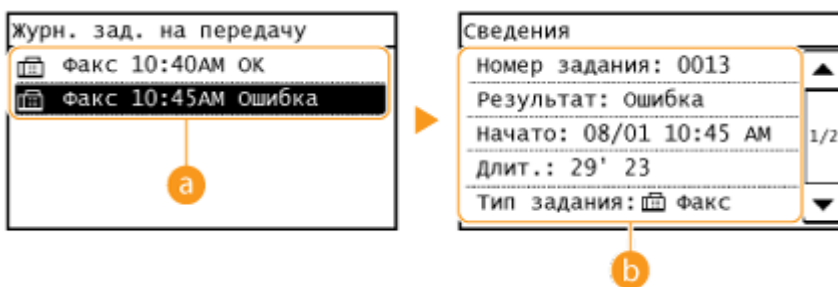 Журн. зад. на передачу
Факс 10:40AM OK
Факс 10:45AM Ошибка
a
Сведения
Номер задания: 0013
Результат: Ошибка
Начато: 08/01 10:45 AM
Длит.: 29' 23
Тип задания: Факс
1/2
b